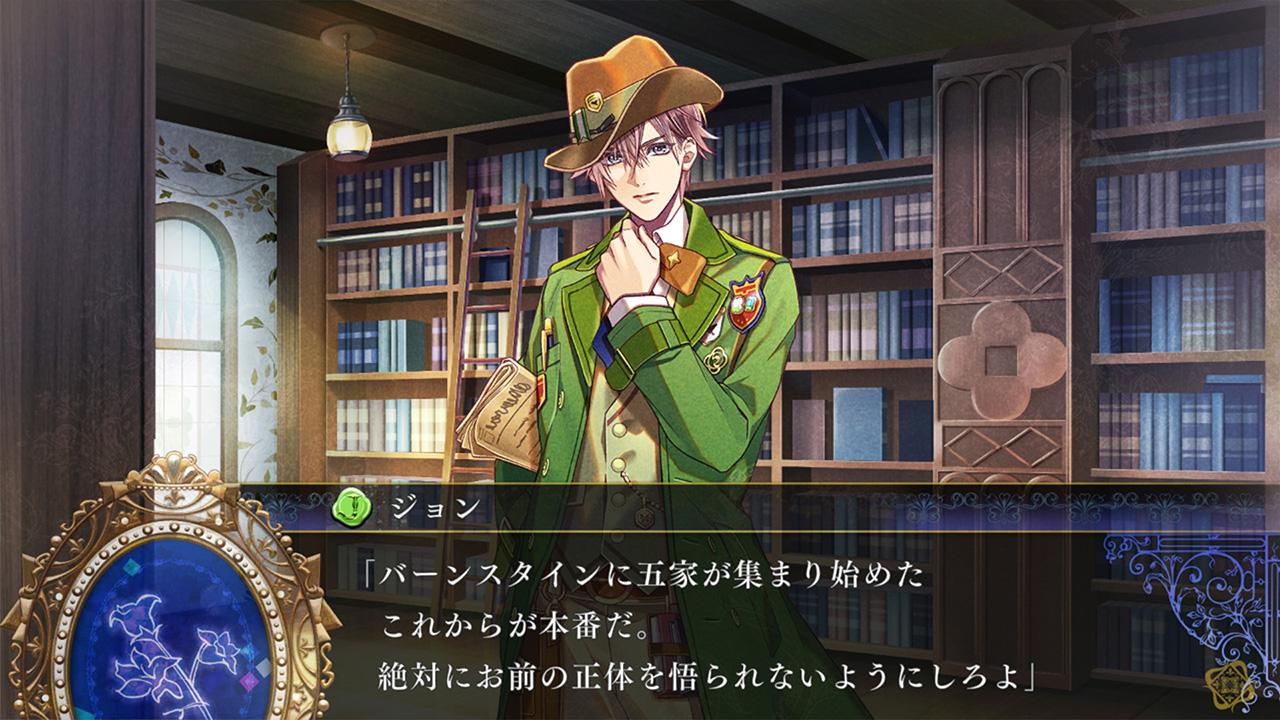 ジョン
「バーンスタインに五家が集まり始めた
これからが本番だ。
絶対にお前の正体を悟られないようにしろよ」